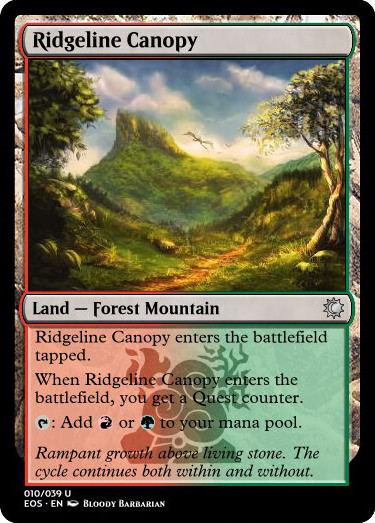 Ridgeline Canopy
Land — Forest Mountain
Ridgeline Canopy enters the battlefield
tapped.
When Ridgeline Canopy enters the
battlefield, you get a Quest counter.
: Add or to your mana pool.
Rampant growth above living stone. The
cycle continues both within and without.
010/039 U
EOS · EN Bloody Barbarian